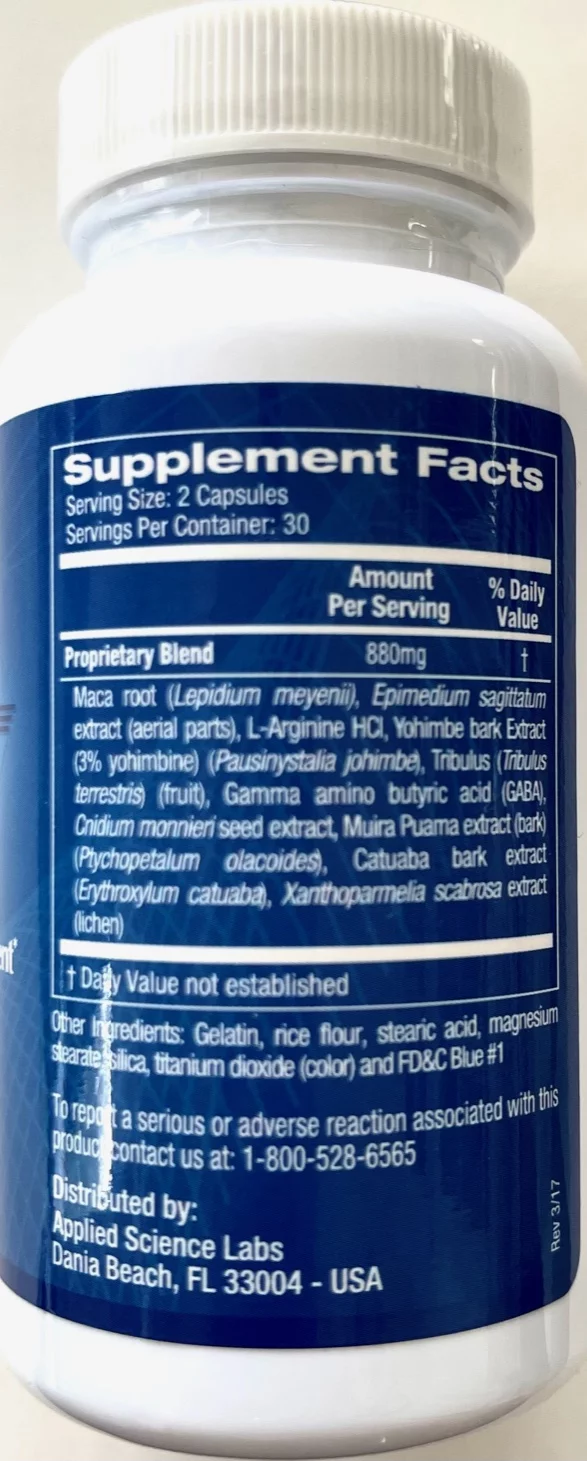 Supplement Facts
Serving Size: 2 Capsules
Servings Per Container: 30
Amount Per Serving % Daily Value
Proprietary Blend 880mg †
Maca root (Lepidium meyenii), Epimedium sagittatum
extract (aerial parts), L-Arginine HCl, Yohimbe bark Extract
(3% yohimbine) (Pausinystalia johimbe), Tribulus (Tribulus
terrestris) (fruit), Gamma amino butyric acid (GABA),
Cnidium monnieri seed extract, Muira Puama extract (bark)
(Ptychopetalum olacoides), Catuaba bark extract
(Erythroxylum catuaba), Xanthoparmelia scabrosa extract
(lichen)
† Daily Value not established
Other Ingredients: Gelatin, rice flour, stearic acid, magnesium
stearate, silica, titanium dioxide (color) and FD&C Blue #1
To report a serious or adverse reaction associated with this
product contact us at: 1-800-528-6565
Distributed by:
Applied Science Labs
Dania Beach, FL 33004 - USA
Rev 3/17